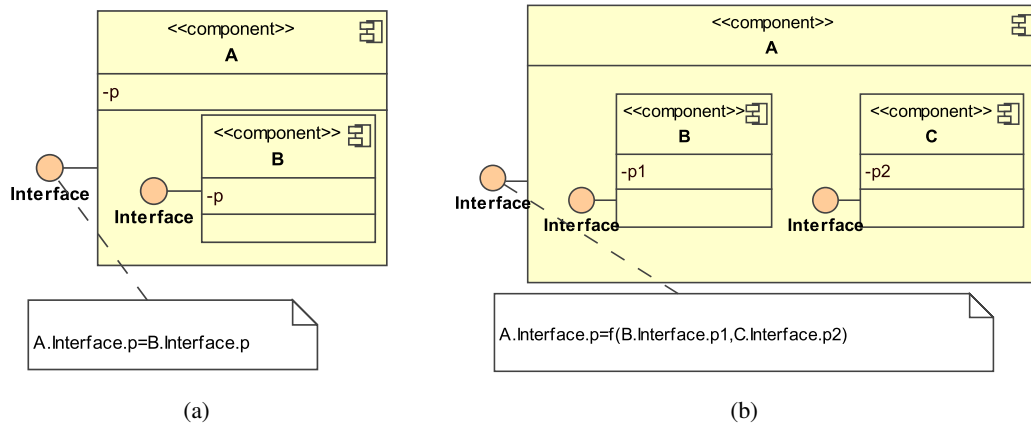 <<component>>
A
-p
<<component>>
B
-p
Interface
Interface
A.Interface.p=B.Interface.p
(a)
<<component>>
A
<<component>>
B
-p1
<<component>>
C
-p2
Interface
Interface
Interface
A.Interface.p=f(B.Interface.p1,C.Interface.p2)
(b)